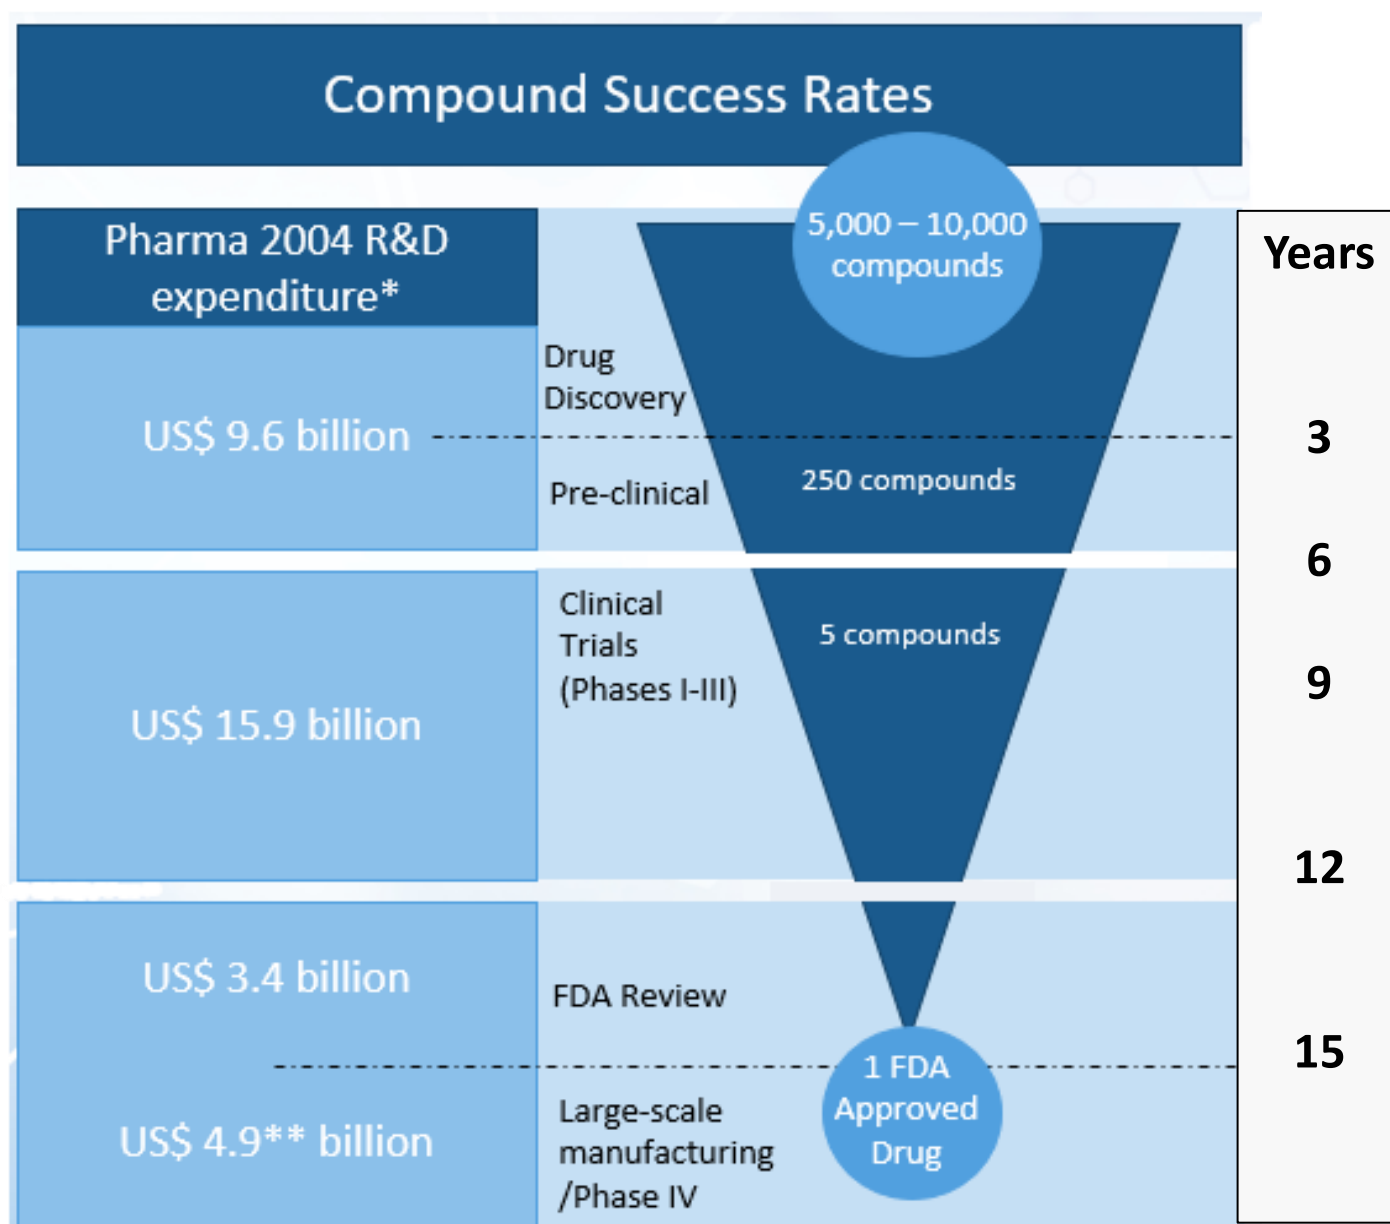 Compound Success Rates
Pharma 2004 R&D
expenditure*
5,000 – 10,000
compounds
Years
Drug
Discovery
US$ 9.6 billion
3
Pre-clinical
250 compounds
6
Clinical
Trials
(Phases I-III)
5 compounds
9
US$ 15.9 billion
12
US$ 3.4 billion
FDA Review
15
1 FDA
Approved
Drug
US$ 4.9** billion
Large-scale
manufacturing
/Phase IV